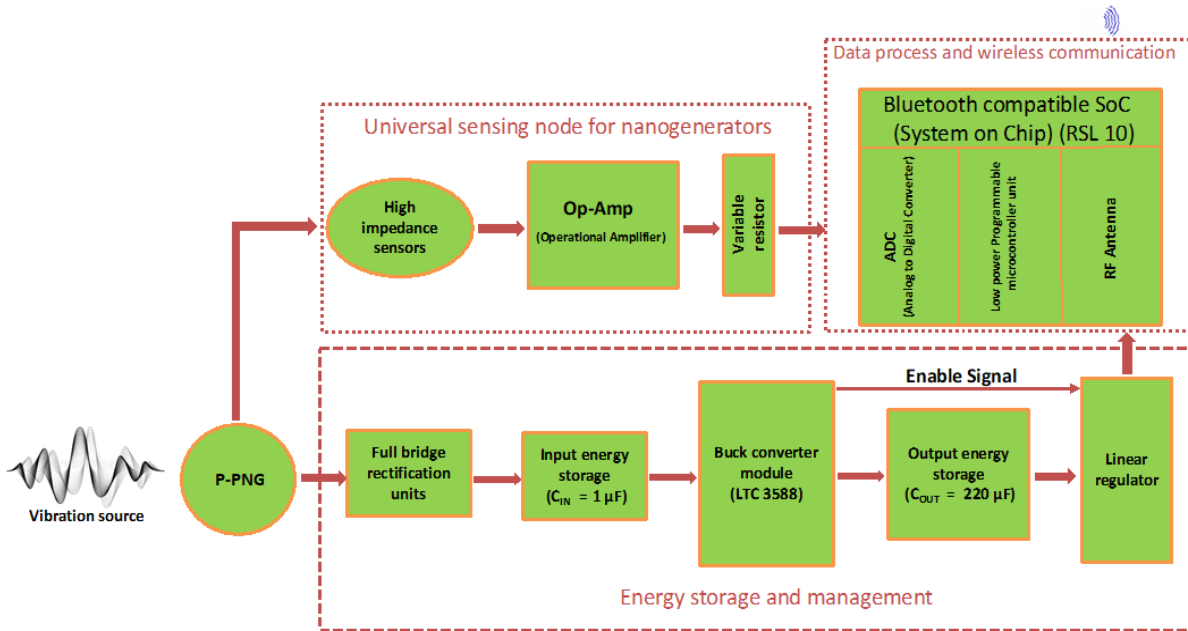 Data process and wireless communication
Bluetooth compatible SoC
(System on Chip) (RSL 10)
ADC
(Analog to Digital Converter)
Low power Programmable
microcontroller unit
RF Antenna
Universal sensing node for nanogenerators
High
impedance
sensors
Op-Amp
(Operational Amplifier)
Variable
resistor
Vibration source
P-PNG
Full bridge
rectification
units
Input energy
storage
(C_IN = 1 µF)
Buck converter
module
(LTC 3588)
Enable Signal
Output energy
storage
(C_OUT = 220 µF)
Linear
regulator
Energy storage and management